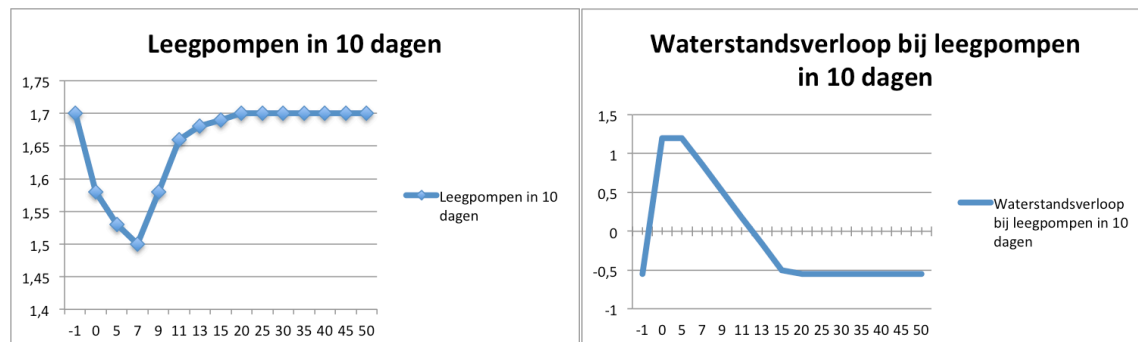 Leegpompen in 10 dagen
1,75
1,7
1,65
1,6
1,55
1,5
1,45
1,4
-1 0 5 7 9 11 13 15 20 25 30 35 40 45 50
Leegpompen in 10
dagen
Waterstandsverloop bij leegpompen
in 10 dagen
1,5
1
0,5
0
-0,5
-1
-1 0 5 7 9 11 13 15 20 25 30 35 40 45 50
Waterstandsverloop
bij leegpompen in 10
dagen